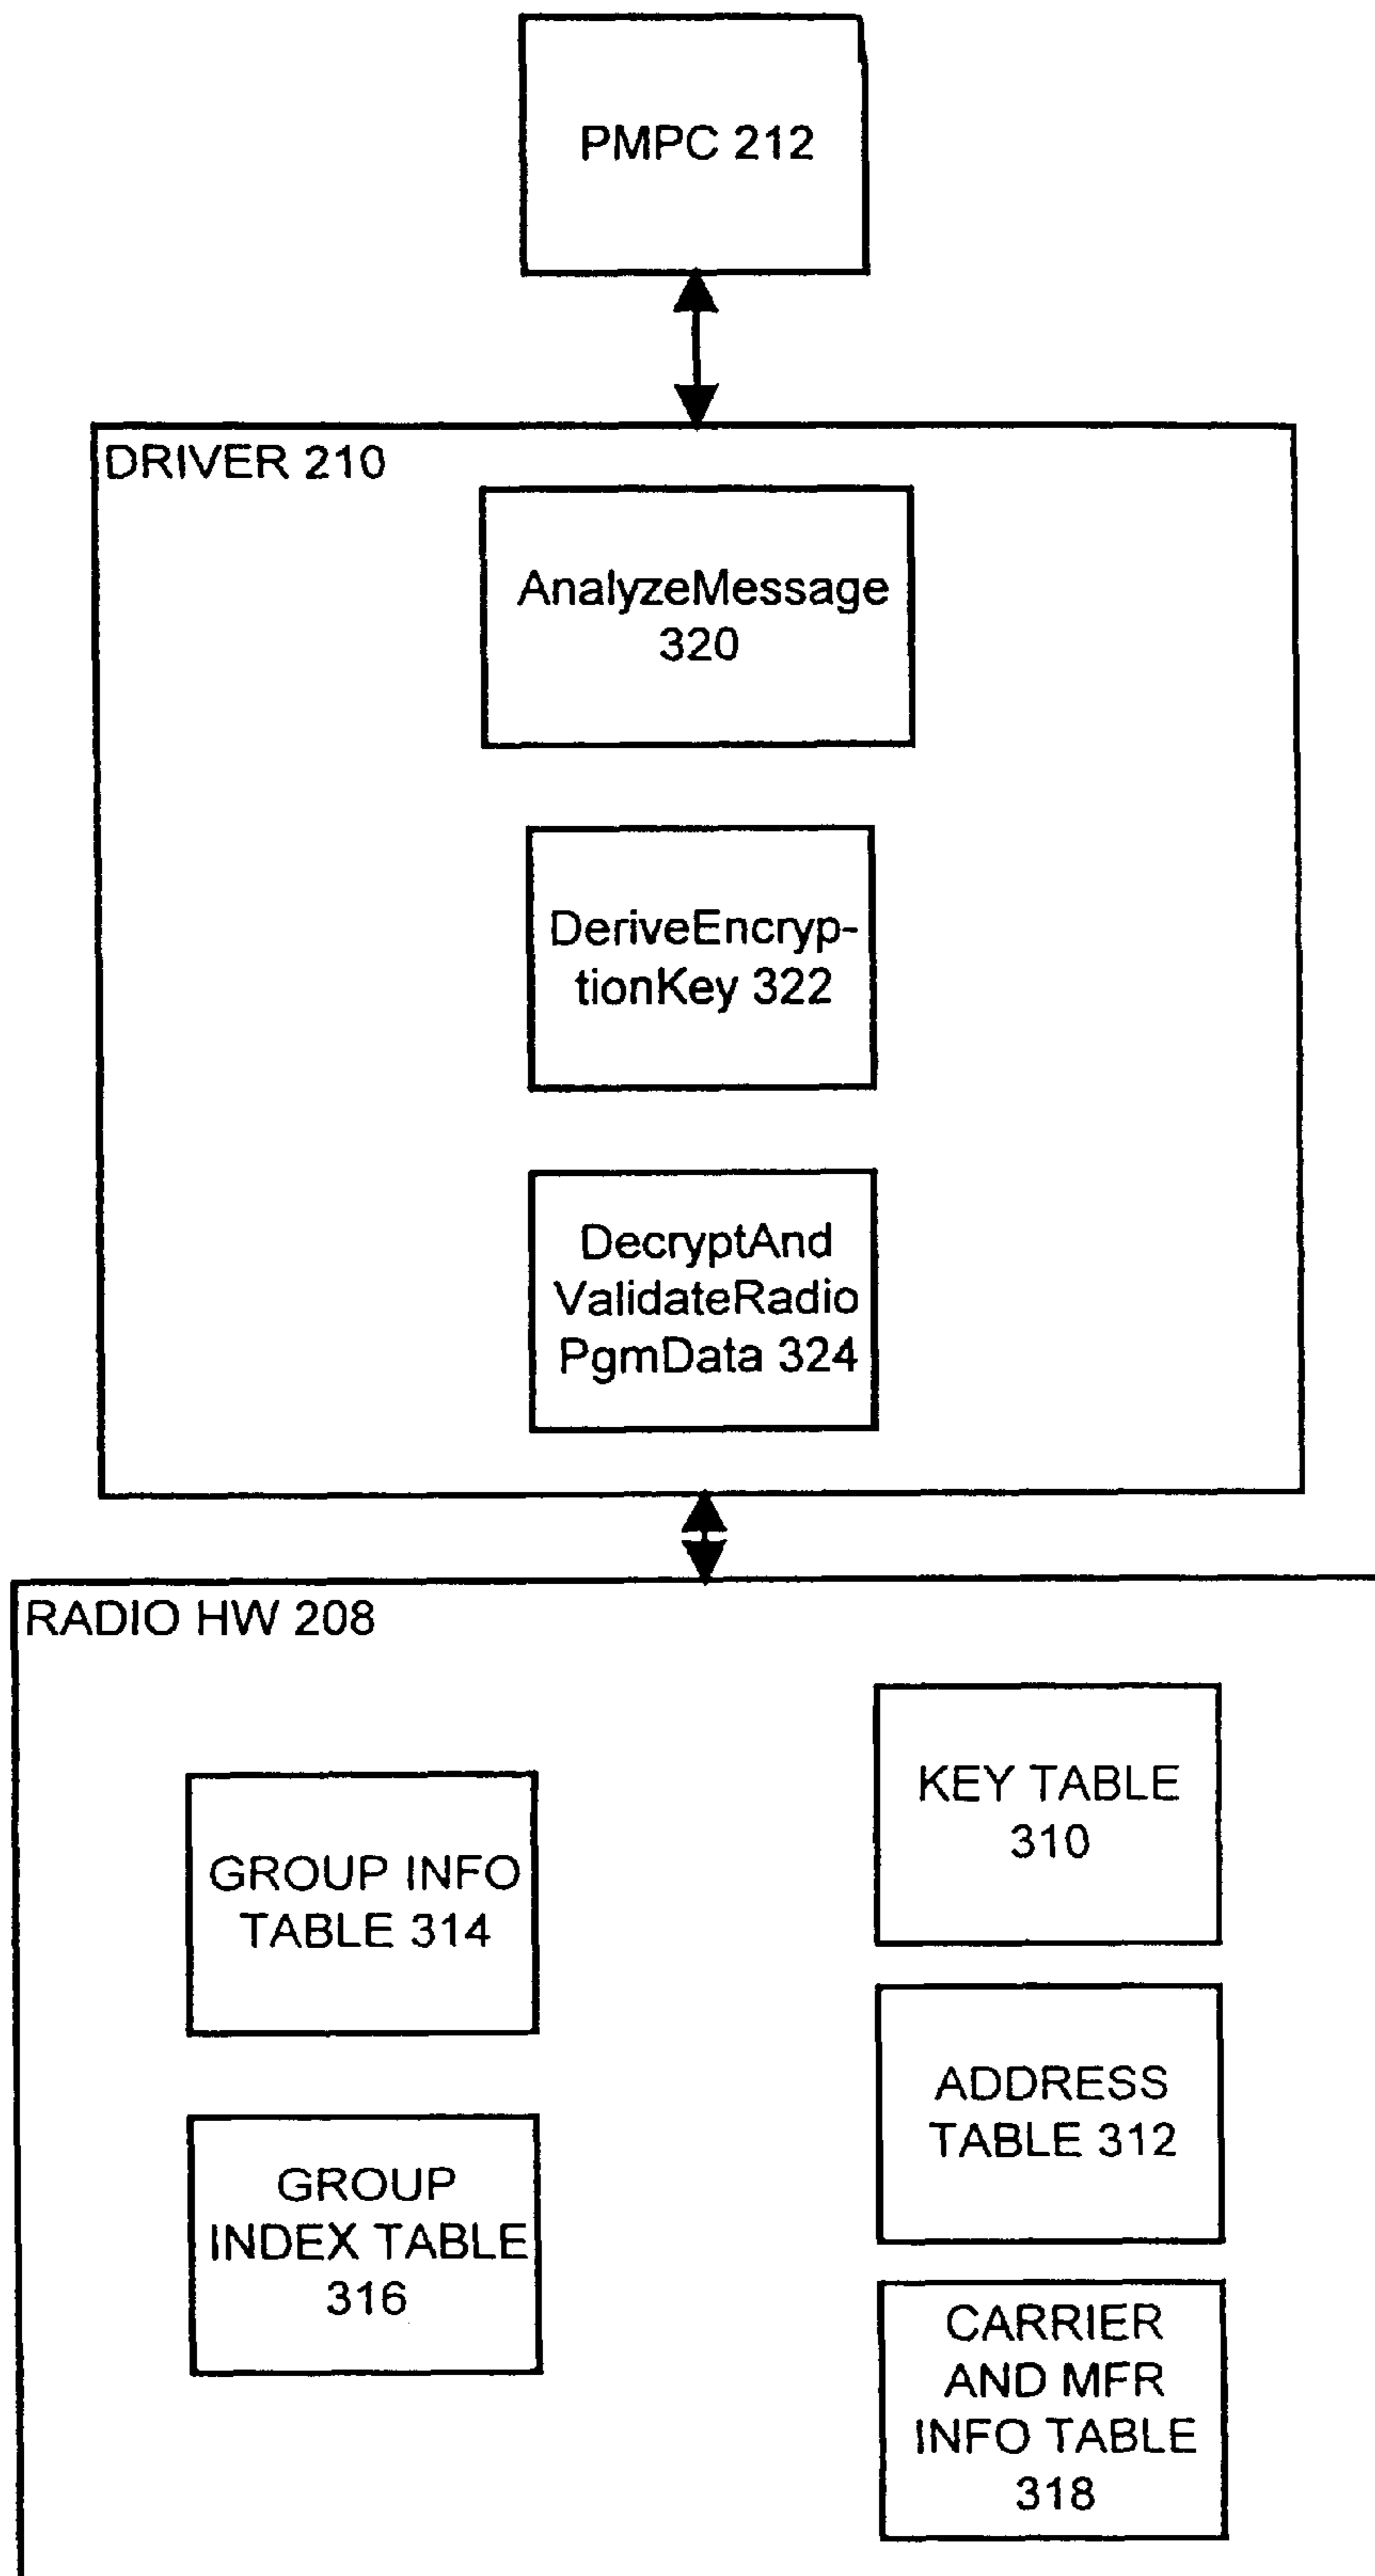 PMPC 212
DRIVER 210
AnalyzeMessage
320
DeriveEncryp-
tionKey 322
DecryptAnd
ValidateRadio
PgmData 324
RADIO HW 208
GROUP INFO
TABLE 314
GROUP
INDEX TABLE
316
KEY TABLE
310
ADDRESS
TABLE 312
CARRIER
AND MFR
INFO TABLE
318